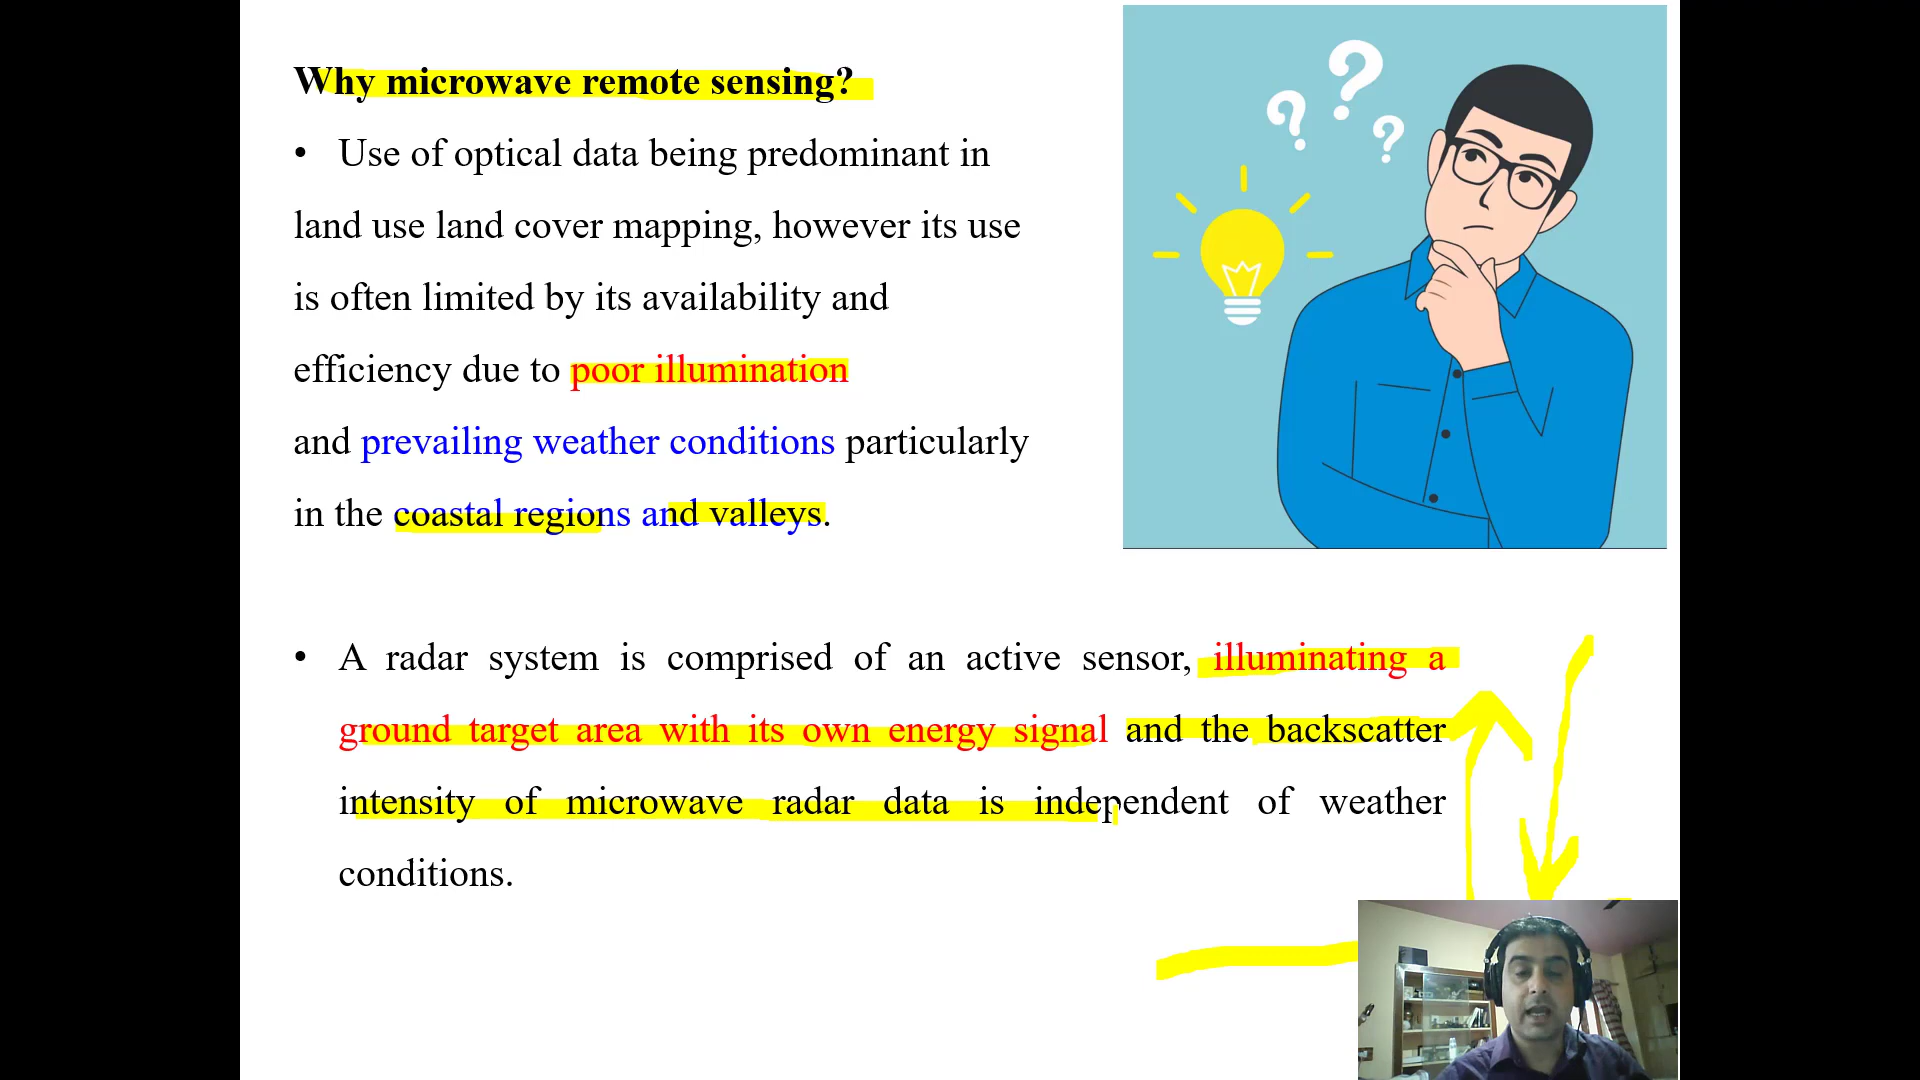 Why microwave remote sensing?
• Use of optical data being predominant in
land use land cover mapping, however its use
is often limited by its availability and
efficiency due to poor illumination
and prevailing weather conditions particularly
in the coastal regions and valleys.
• A radar system is comprised of an active sensor, illuminating a
ground target area with its own energy signal and the backscatter
intensity of microwave radar data is independent of weather
conditions.